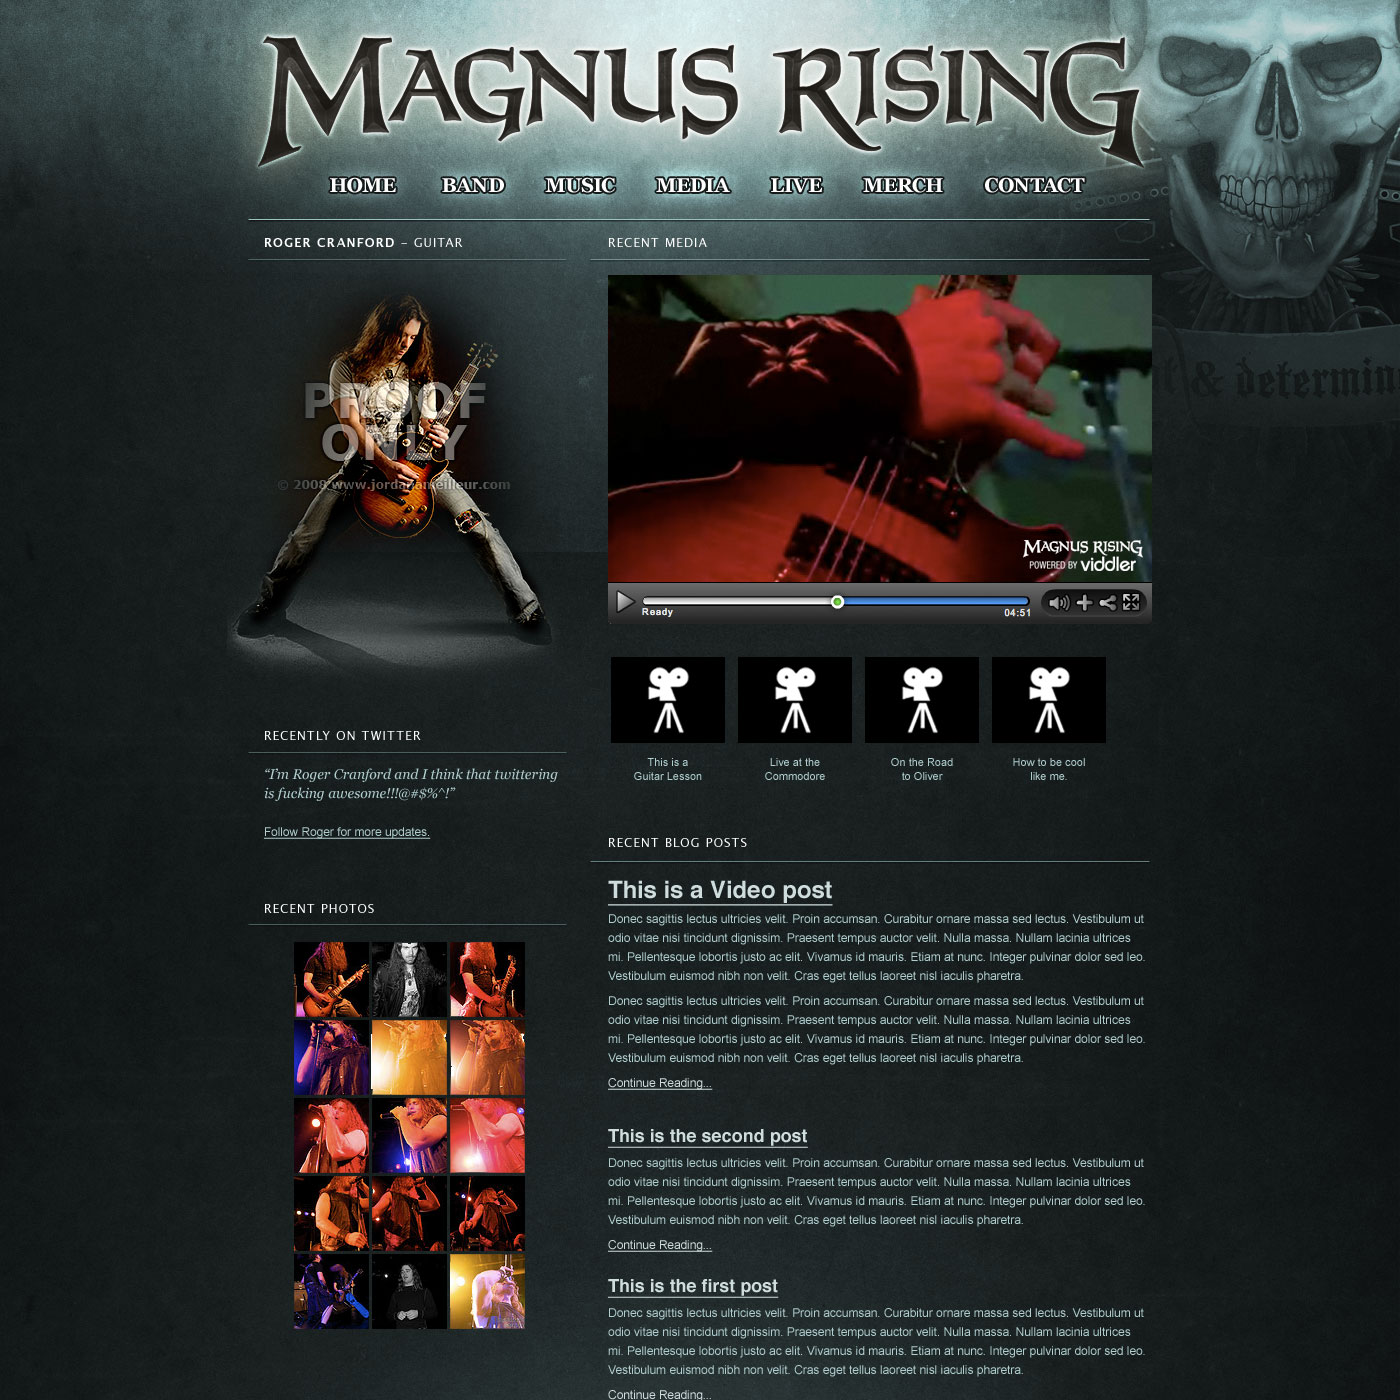 MAGNUS RISING
HOME BAND MUSIC MEDIA LIVE MERCH CONTACT
ROGER CRANFORD – GUITAR
PROOF
ONLY
© 2008 www.jordanameilleur.com
RECENTLY ON TWITTER
“I’m Roger Cranford and I think that twittering
is fucking awesome!!!@#$%^!”
Follow Roger for more updates.
RECENT PHOTOS
RECENT MEDIA
& determin
MAGNUS RISING
POWERED BY viddler
Ready
04:51
This is a
Guitar Lesson
Live at the
Commodore
On the Road
to Oliver
How to be cool
like me.
RECENT BLOG POSTS
This is a Video post
Donec sagittis lectus ultricies velit. Proin accumsan. Curabitur ornare massa sed lectus. Vestibulum ut
odio vitae nisi tincidunt dignissim. Praesent tempus auctor velit. Nulla massa. Nullam lacinia ultrices
mi. Pellentesque lobortis justo ac elit. Vivamus id mauris. Etiam at nunc. Integer pulvinar dolor sed leo.
Vestibulum euismod nibh non velit. Cras eget tellus laoreet nisl iaculis pharetra.
Donec sagittis lectus ultricies velit. Proin accumsan. Curabitur ornare massa sed lectus. Vestibulum ut
odio vitae nisi tincidunt dignissim. Praesent tempus auctor velit. Nulla massa. Nullam lacinia ultrices
mi. Pellentesque lobortis justo ac elit. Vivamus id mauris. Etiam at nunc. Integer pulvinar dolor sed leo.
Vestibulum euismod nibh non velit. Cras eget tellus laoreet nisl iaculis pharetra.
Continue Reading...
This is the second post
Donec sagittis lectus ultricies velit. Proin accumsan. Curabitur ornare massa sed lectus. Vestibulum ut
odio vitae nisi tincidunt dignissim. Praesent tempus auctor velit. Nulla massa. Nullam lacinia ultrices
mi. Pellentesque lobortis justo ac elit. Vivamus id mauris. Etiam at nunc. Integer pulvinar dolor sed leo.
Vestibulum euismod nibh non velit. Cras eget tellus laoreet nisl iaculis pharetra.
Continue Reading...
This is the first post
Donec sagittis lectus ultricies velit. Proin accumsan. Curabitur ornare massa sed lectus. Vestibulum ut
odio vitae nisi tincidunt dignissim. Praesent tempus auctor velit. Nulla massa. Nullam lacinia ultrices
mi. Pellentesque lobortis justo ac elit. Vivamus id mauris. Etiam at nunc. Integer pulvinar dolor sed leo.
Vestibulum euismod nibh non velit. Cras eget tellus laoreet nisl iaculis pharetra.
Continue Reading...